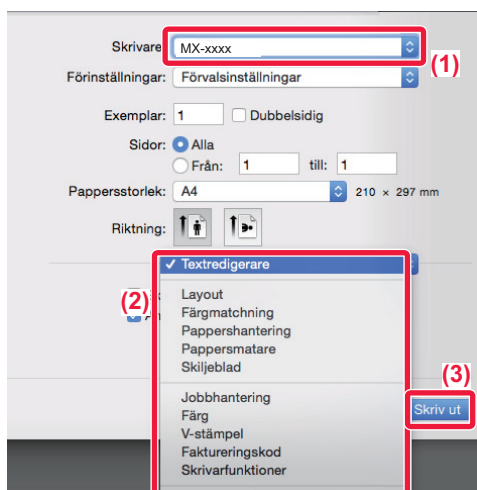 Skrivare: MX-xxxx
(1)
Förinställningar: Förvalsinställningar
Exemplar: 1 Dubbelsidig
Sidor: Alla
Från: 1 till: 1
Pappersstorlek: A4 210 × 297 mm
Riktning:
✓ Textredigerare
(2)
Layout
Färgmatchning
Pappershantering
Pappersmatare
Skiljeblad
(3)
Jobbhantering
Färg
Skriv ut
V-stämpel
Faktureringskod
Skrivarfunktioner